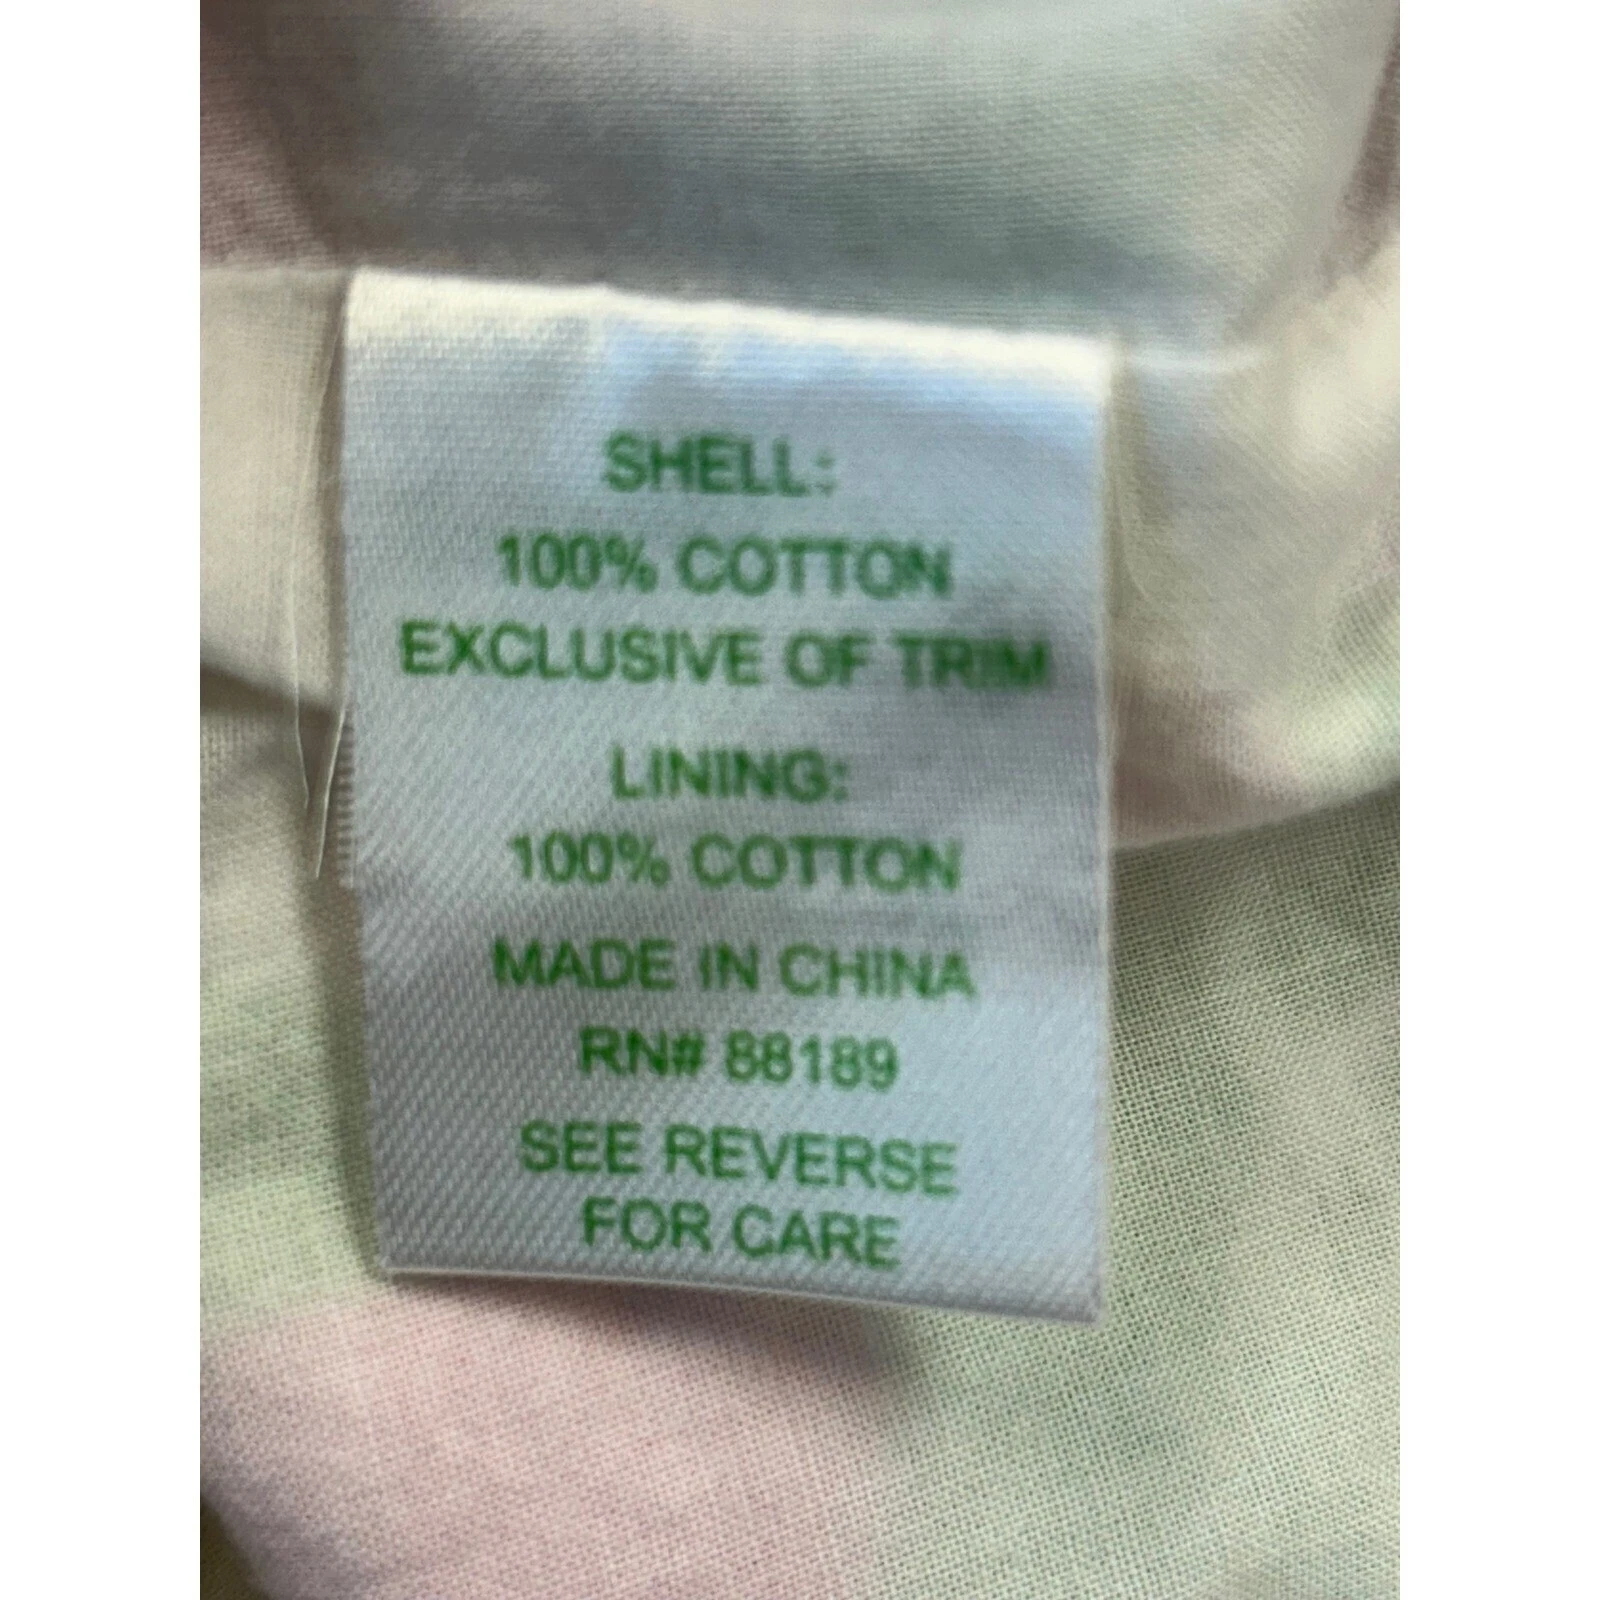 SHELL:
100% COTTON
EXCLUSIVE OF TRIM
LINING:
100% COTTON
MADE IN CHINA
RN# 88189
SEE REVERSE
FOR CARE